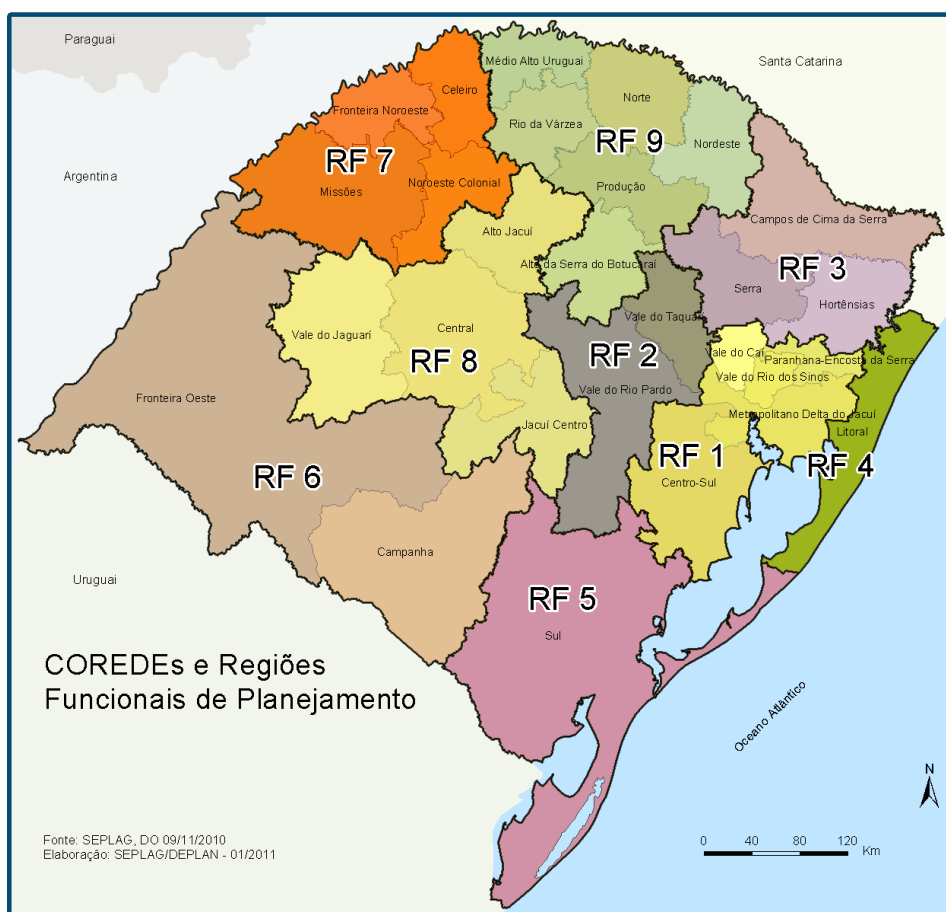 Paraguai
Santa Catarina
Argentina
Uruguai
Médio Alto Uruguai
Celeiro
Norte
Fronteira Noroeste
Rio da Várzea
RF 9
Nordeste
RF 7
Missões
Noroeste Colonial
Produção
Campos de Cima da Serra
Alto Jacuí
Alto da Serra do Botucaraí
RF 3
Serra
Hortênsias
Vale do Jaguarí
Central
Vale do Taquari
RF 8
RF 2
Vale do Caí
Paranhana-Encosta da Serra
Vale do Rio dos Sinos
Fronteira Oeste
Vale do Rio Pardo
Metropolitano Delta do Jacuí
Jacuí Centro
Litoral
RF 1
RF 4
RF 6
Centro-Sul
Campanha
RF 5
Sul
COREDEs e Regiões
Funcionais de Planejamento
Oceano Atlântico
N
Fonte: SEPLAG, DO 09/11/2010
Elaboração: SEPLAG/DEPLAN - 01/2011
0 40 80 120
Km